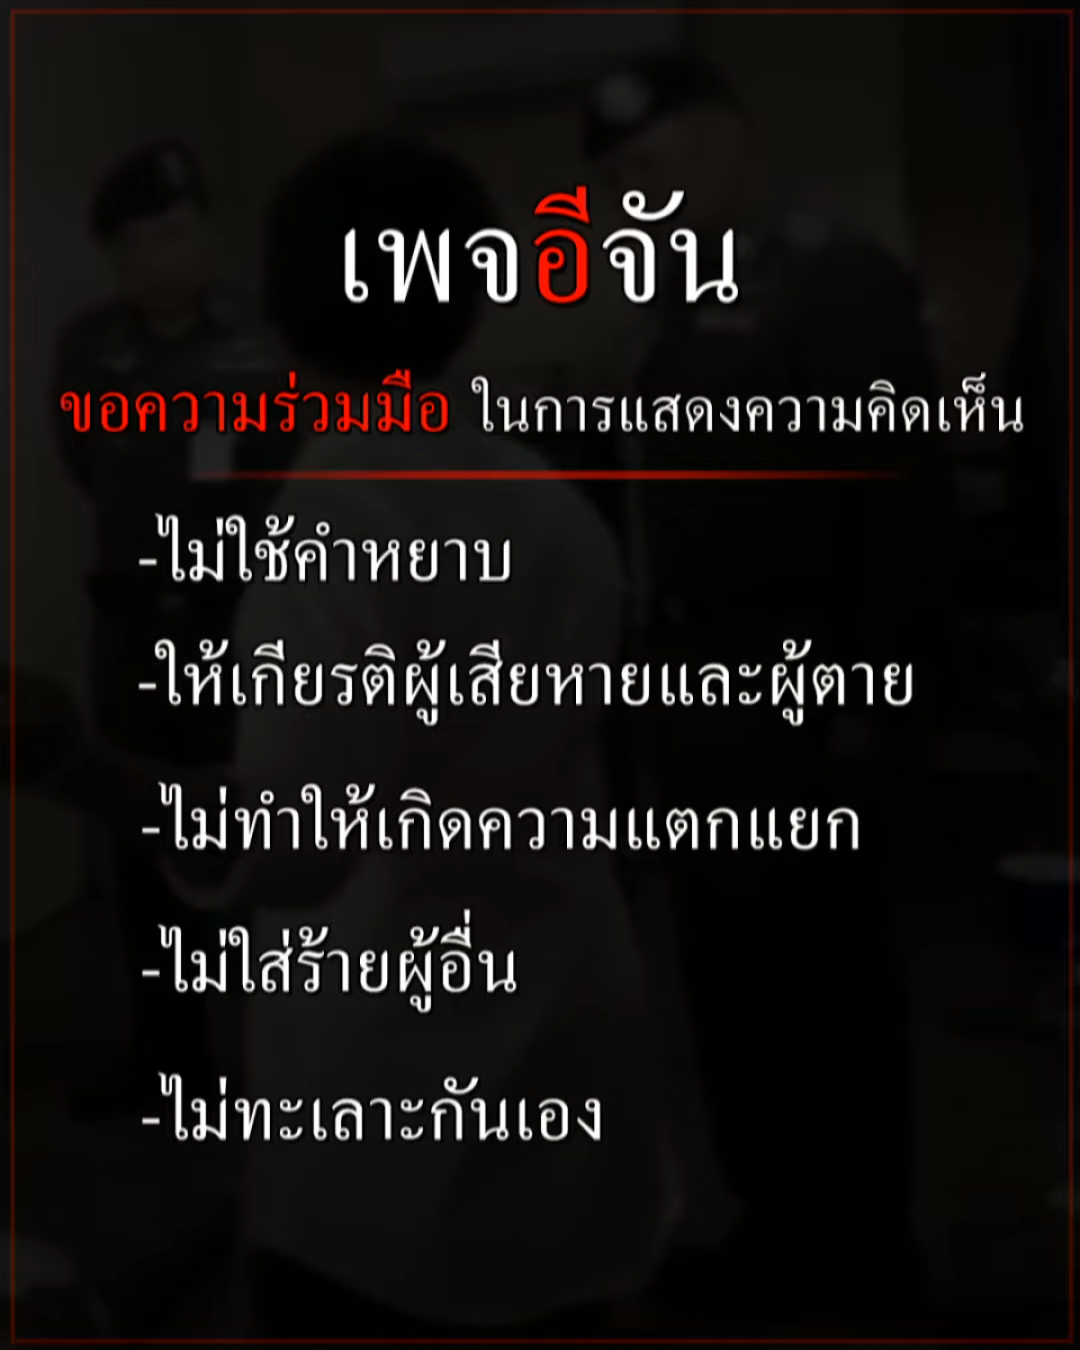 เพจอีจัน
ขอความร่วมมือ ในการแสดงความคิดเห็น
-ไม่ใช้คำหยาบ
-ให้เกียรติผู้เสียหายและผู้ตาย
-ไม่ทำให้เกิดความแตกแยก
-ไม่ใส่ร้ายผู้อื่น
-ไม่ทะเลาะกันเอง